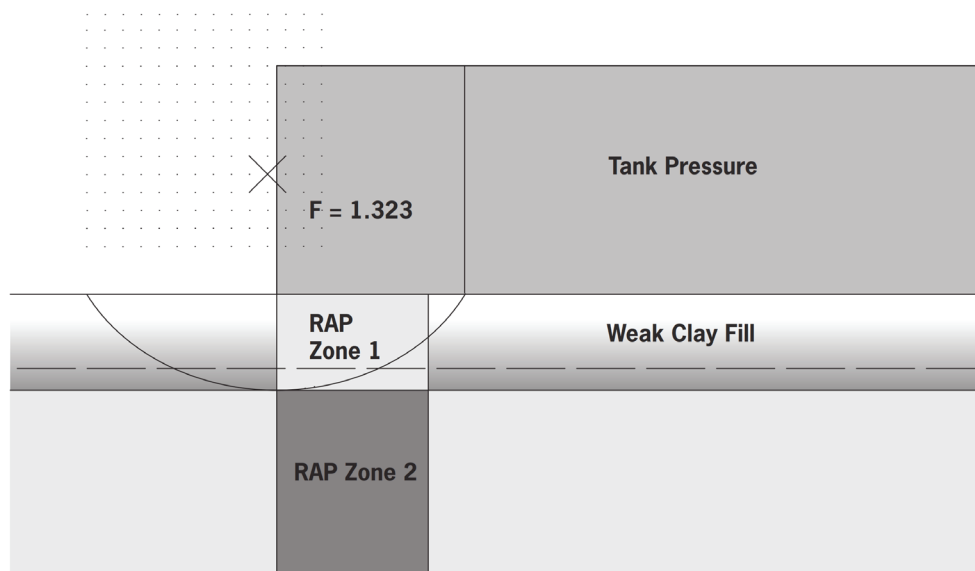 Tank Pressure
F = 1.323
RAP
Zone 1
Weak Clay Fill
RAP Zone 2